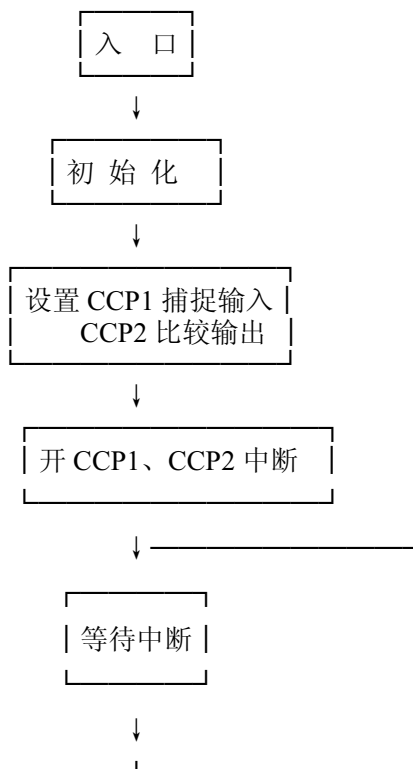 入 口
初 始 化
设置 CCP1 捕捉输入
CCP2 比较输出
开 CCP1、CCP2 中断
等待中断